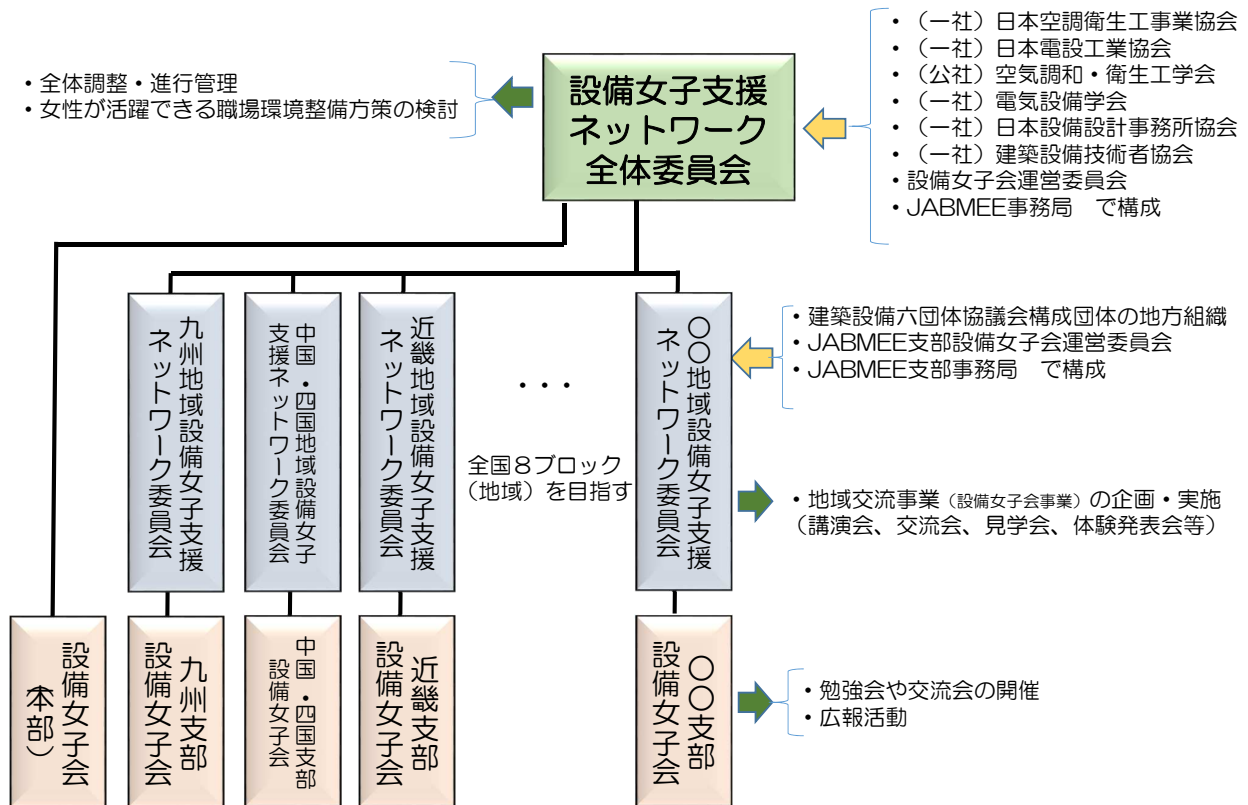 ・全体調整・進行管理
・女性が活躍できる職場環境整備方策の検討
設備女子支援
ネットワーク
全体委員会
・（一社）日本空調衛生工事業協会
・（一社）日本電設工業協会
・（公社）空気調和・衛生工学会
・（一社）電気設備学会
・（一社）日本設備設計事務所協会
・（一社）建築設備技術者協会
・設備女子会運営委員会
・JABMEE事務局　で構成
九州地域設備女子支援
ネットワーク委員会
中国・四国地域設備女子
支援ネットワーク委員会
近畿地域設備女子支援
ネットワーク委員会
・・・
全国８ブロック
（地域）を目指す
〇〇地域設備女子支援
ネットワーク委員会
・建築設備六団体協議会構成団体の地方組織
・JABMEE支部設備女子会運営委員会
・JABMEE支部事務局　で構成
・地域交流事業（設備女子会事業）の企画・実施
（講演会、交流会、見学会、体験発表会等）
設備女子会
（本部）
九州支部
設備女子会
中国・四国支部
設備女子会
近畿支部
設備女子会
〇〇支部
設備女子会
・勉強会や交流会の開催
・広報活動